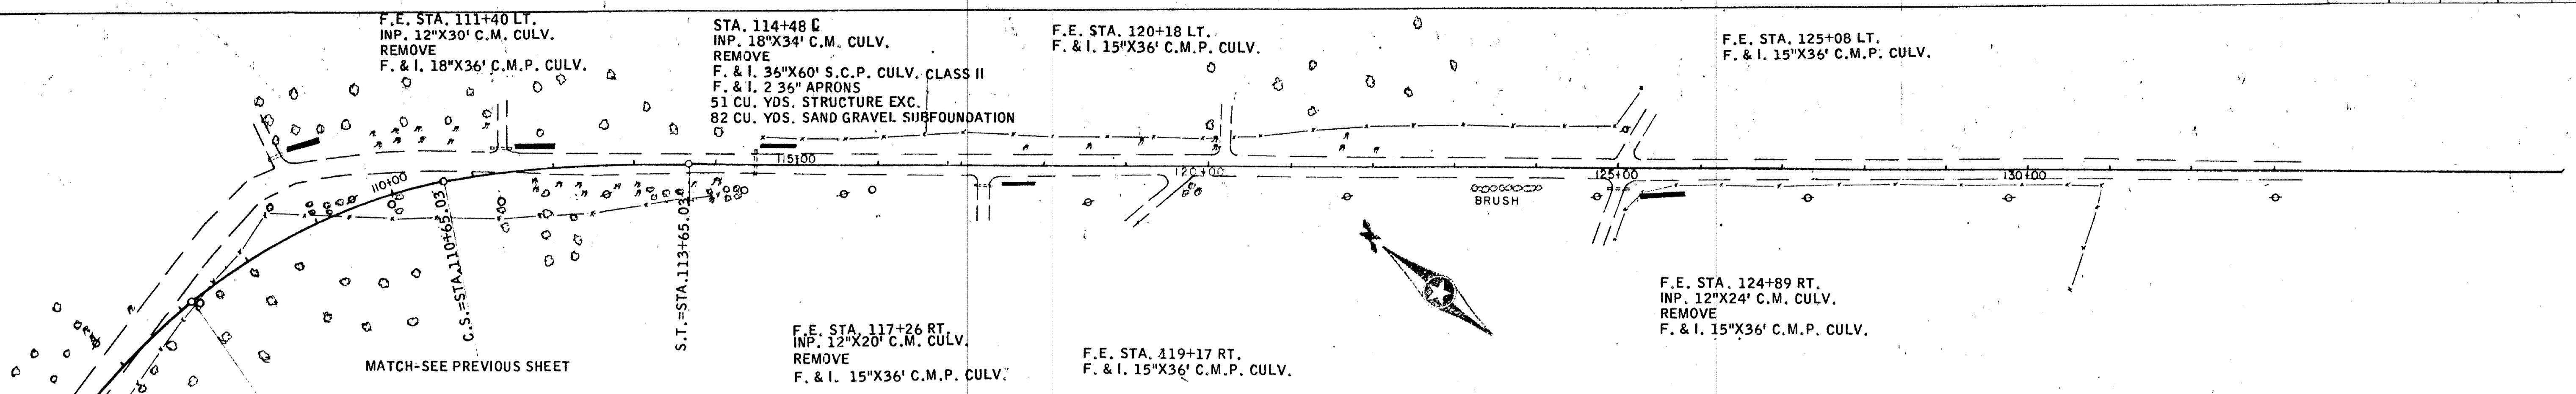 F.E. STA. 111+40 LT.
INP. 12"X30' C.M. CULV.
REMOVE
F. & I. 18"X36' C.M.P. CULV.
STA. 114+48 ℄
INP. 18"X34' C.M. CULV.
REMOVE
F. & I. 36"X60' S.C.P. CULV. CLASS II
F. & I. 2 36" APRONS
51 CU. YDS. STRUCTURE EXC.
82 CU. YDS. SAND GRAVEL SUBFOUNDATION
F.E. STA. 120+18 LT.
F. & I. 15"X36' C.M.P. CULV.
F.E. STA. 125+08 LT.
F. & I. 15"X36' C.M.P. CULV.
110+00
115+00
120+00
125+00
130+00
BRUSH
C.S.=STA.110+65.03
S.T.=STA.113+65.03
MATCH-SEE PREVIOUS SHEET
F.E. STA. 117+26 RT.
INP. 12"X20' C.M. CULV.
REMOVE
F. & I. 15"X36' C.M.P. CULV.
F.E. STA. 119+17 RT.
F. & I. 15"X36' C.M.P. CULV.
F.E. STA. 124+89 RT.
INP. 12"X24' C.M. CULV.
REMOVE
F. & I. 15"X36' C.M.P. CULV.